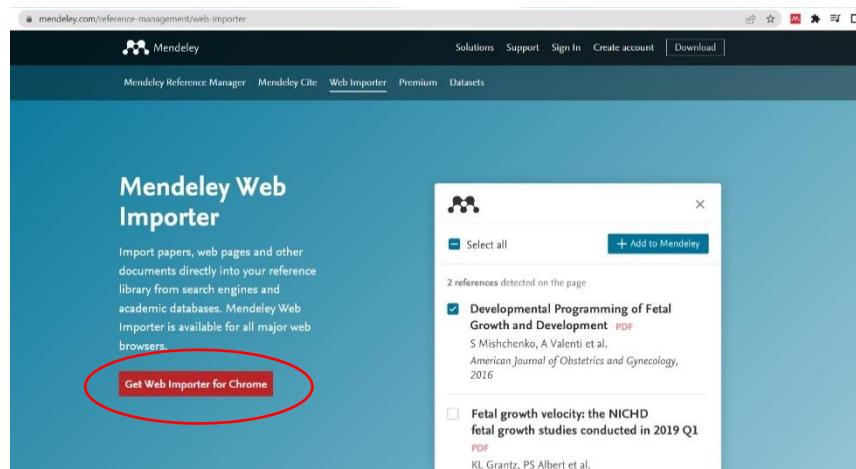 mendeley.com/reference-management/web-importer
Mendeley Solutions Support Sign In Create account Download
Mendeley Reference Manager Mendeley Cite Web Importer Premium Datasets
Mendeley Web
Importer
Import papers, web pages and other
documents directly into your reference
library from search engines and
academic databases. Mendeley Web
Importer is available for all major web
browsers.
Get Web Importer for Chrome
Select all + Add to Mendeley
2 references detected on the page
Developmental Programming of Fetal
Growth and Development PDF
S Mishchenko, A Valenti et al.
American Journal of Obstetrics and Gynecology,
2016
Fetal growth velocity: the NICHD
fetal growth studies conducted in 2019 Q1
PDF
KL Grantz, PS Albert et al.